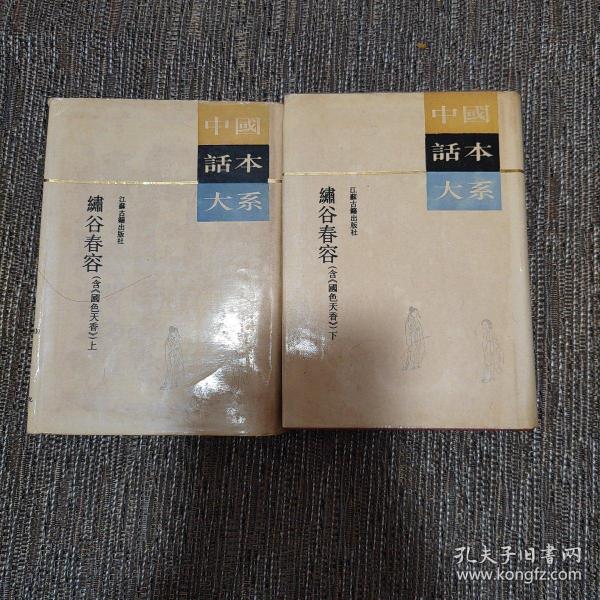 中國
話本
大系
江蘇古籍出版社
繡谷春容（含《國色天香》）上
中國
話本
大系
江蘇古籍出版社
繡谷春容（含《國色天香》）下
孔夫子旧书网
www.kongfz.com